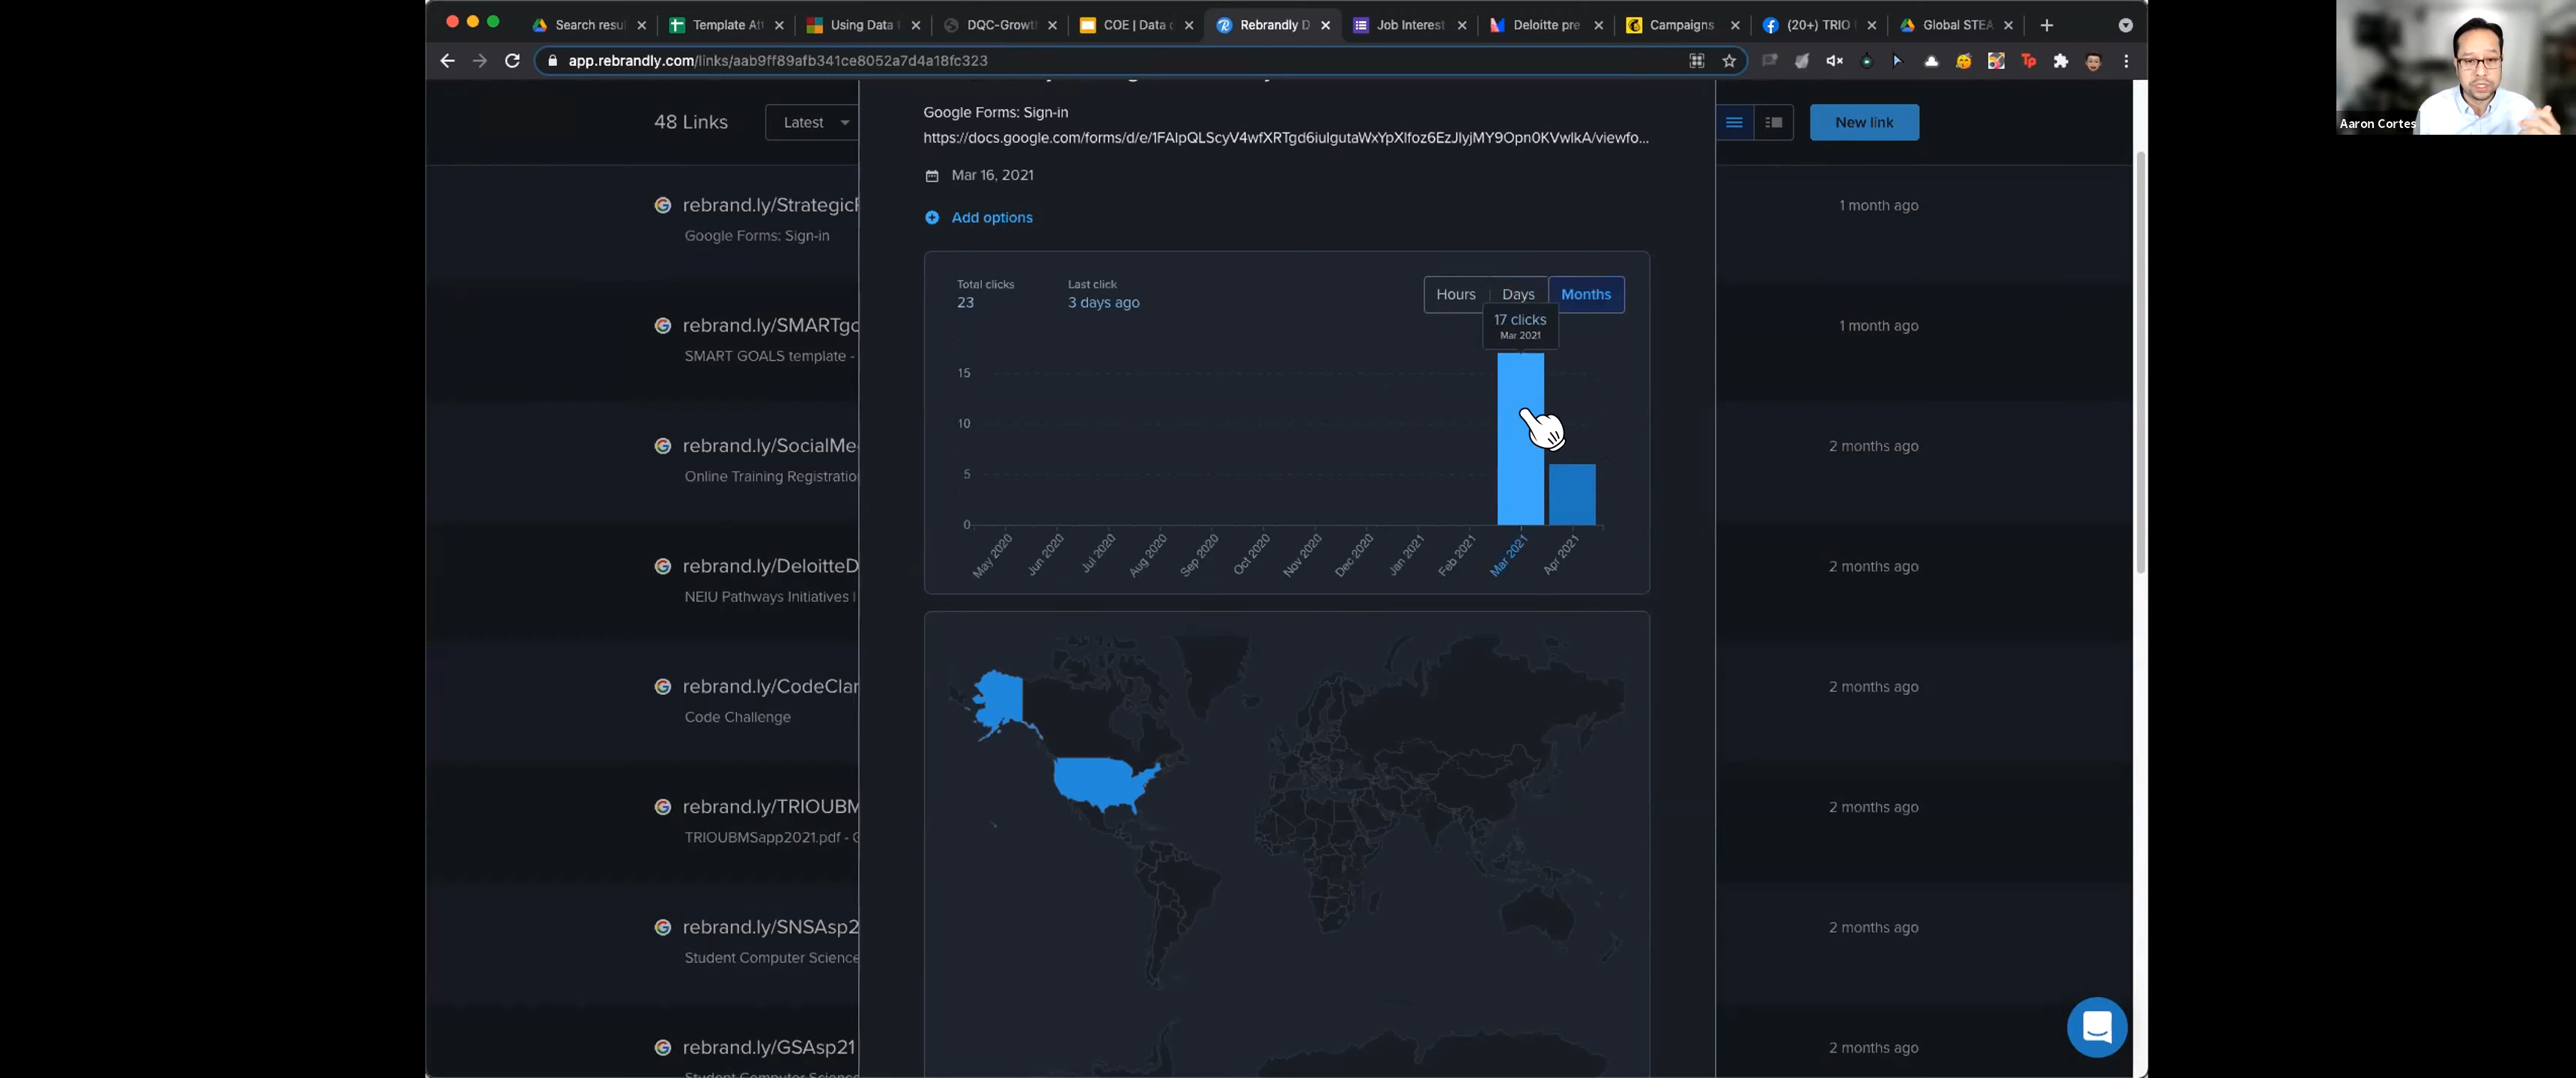 Search resu
Template Att
Using Data
DQC-Growt
COE | Data c
Rebrandly D
Job Interest
Deloitte pre
Campaigns
(20+) TRIO
Global STEA
app.rebrandly.com/links/aab9ff89afb341ce8052a7d4a18fc323
Tp
Aaron Cortes
48 Links
Latest
New link
Google Forms: Sign-in
https://docs.google.com/forms/d/e/1FAIpQLScyV4wfXRTgd6iuIgutaWxYpXlfoz6EzJIyjMY9Opn0KVwlkA/viewfo...
Mar 16, 2021
Add options
Total clicks
23
Last click
3 days ago
Hours
Days
Months
17 clicks
Mar 2021
15
10
5
0
May 2020
Jun 2020
Jul 2020
Aug 2020
Sep 2020
Oct 2020
Nov 2020
Dec 2020
Jan 2021
Feb 2021
Mar 2021
Apr 2021
rebrand.ly/Strategic
Google Forms: Sign-in
1 month ago
rebrand.ly/SMARTgo
SMART GOALS template -
1 month ago
rebrand.ly/SocialMe
Online Training Registratio
2 months ago
rebrand.ly/DeloitteD
NEIU Pathways Initiatives |
2 months ago
rebrand.ly/CodeClar
Code Challenge
2 months ago
rebrand.ly/TRIOUBM
TRIOUBMSapp2021.pdf -
2 months ago
rebrand.ly/SNSAsp2
Student Computer Science
2 months ago
rebrand.ly/GSAsp21
Student Computer Science
2 months ago